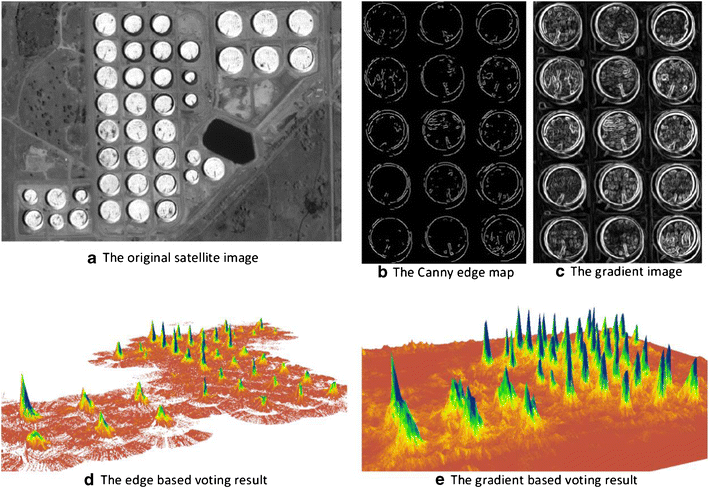 a The original satellite image
b The Canny edge map
c The gradient image
d The edge based voting result
e The gradient based voting result